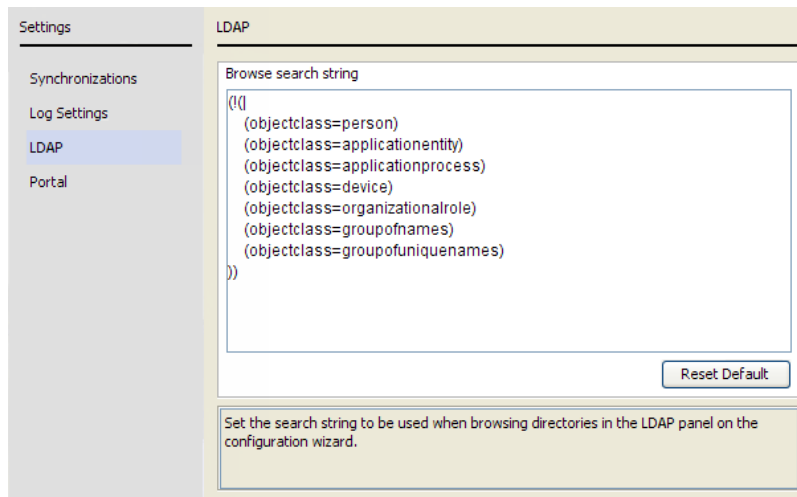 Settings
Synchronizations
Log Settings
LDAP
Portal
LDAP
Browse search string
(!(|
(objectclass=person)
(objectclass=applicationentity)
(objectclass=applicationprocess)
(objectclass=device)
(objectclass=organizationalrole)
(objectclass=groupofnames)
(objectclass=groupofuniquenames)
))
Reset Default
Set the search string to be used when browsing directories in the LDAP panel on the
configuration wizard.